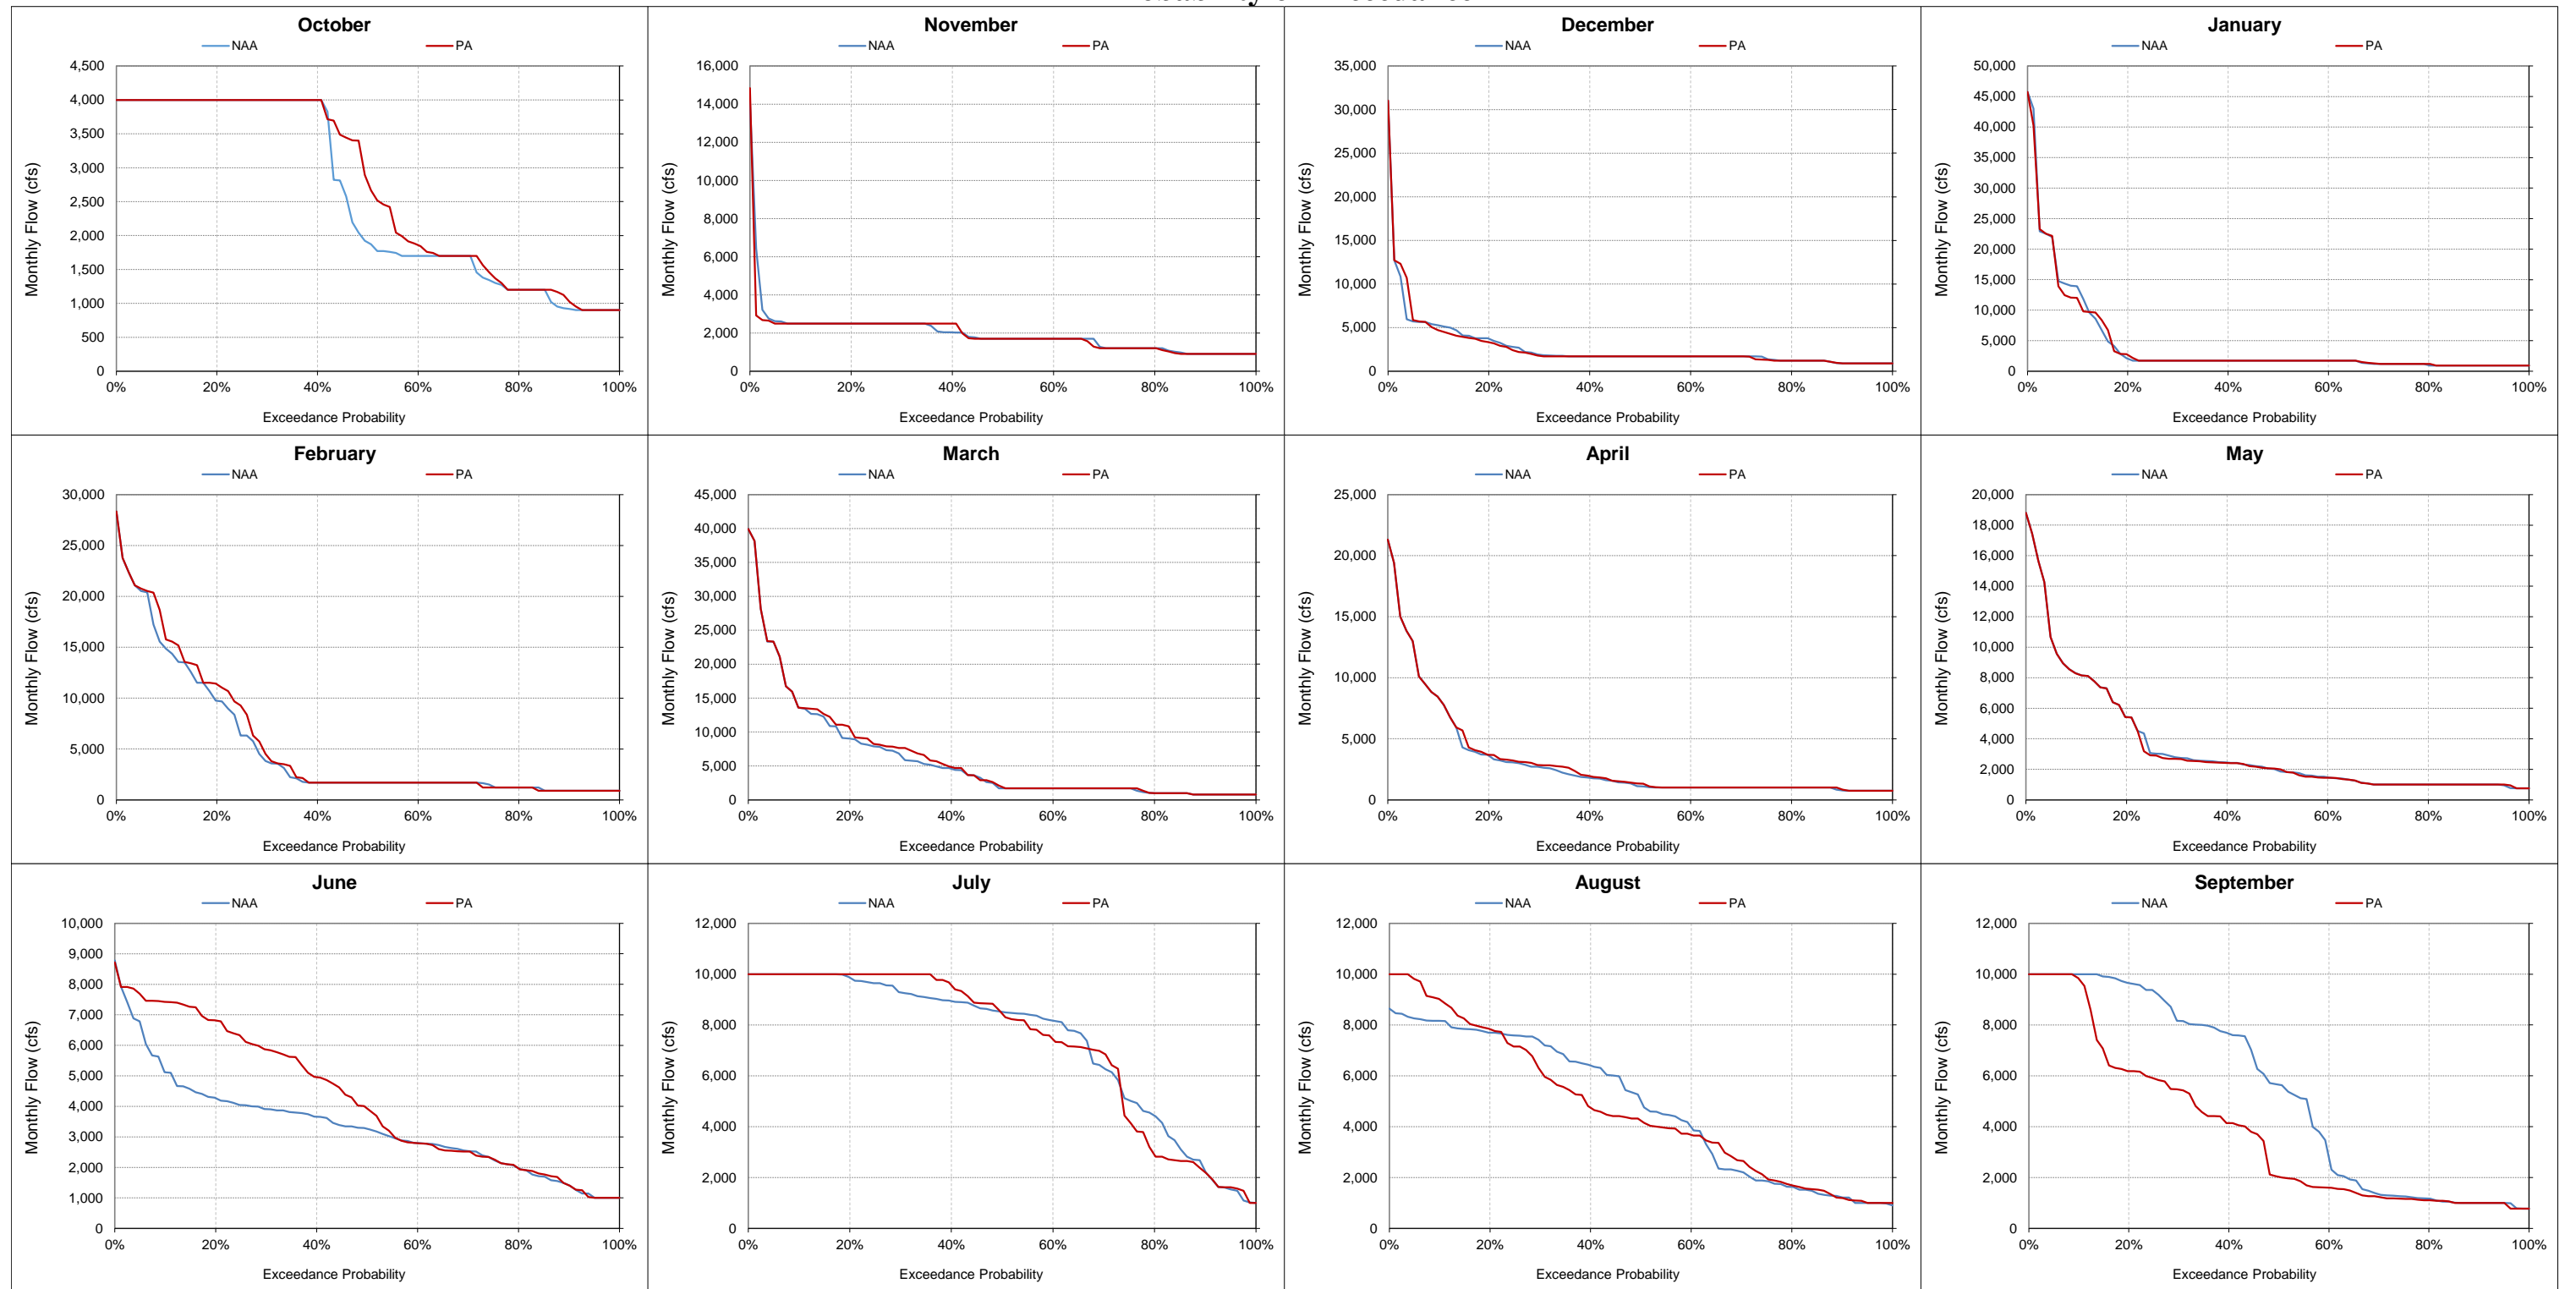 October
NAA PA
4,500
4,000
3,500
3,000
2,500
2,000
1,500
1,000
500
0
Monthly Flow (cfs)
0% 20% 40% 60% 80% 100%
Exceedance Probability
November
NAA PA
16,000
14,000
12,000
10,000
8,000
6,000
4,000
2,000
0
Monthly Flow (cfs)
0% 20% 40% 60% 80% 100%
Exceedance Probability
December
NAA PA
35,000
30,000
25,000
20,000
15,000
10,000
5,000
0
Monthly Flow (cfs)
0% 20% 40% 60% 80% 100%
Exceedance Probability
January
NAA PA
50,000
45,000
40,000
35,000
30,000
25,000
20,000
15,000
10,000
5,000
0
Monthly Flow (cfs)
0% 20% 40% 60% 80% 100%
Exceedance Probability
February
NAA PA
30,000
25,000
20,000
15,000
10,000
5,000
0
Monthly Flow (cfs)
0% 20% 40% 60% 80% 100%
Exceedance Probability
March
NAA PA
45,000
40,000
35,000
30,000
25,000
20,000
15,000
10,000
5,000
0
Monthly Flow (cfs)
0% 20% 40% 60% 80% 100%
Exceedance Probability
April
NAA PA
25,000
20,000
15,000
10,000
5,000
0
Monthly Flow (cfs)
0% 20% 40% 60% 80% 100%
Exceedance Probability
May
NAA PA
20,000
18,000
16,000
14,000
12,000
10,000
8,000
6,000
4,000
2,000
0
Monthly Flow (cfs)
0% 20% 40% 60% 80% 100%
Exceedance Probability
June
NAA PA
10,000
9,000
8,000
7,000
6,000
5,000
4,000
3,000
2,000
1,000
0
Monthly Flow (cfs)
0% 20% 40% 60% 80% 100%
Exceedance Probability
July
NAA PA
12,000
10,000
8,000
6,000
4,000
2,000
0
Monthly Flow (cfs)
0% 20% 40% 60% 80% 100%
Exceedance Probability
August
NAA PA
12,000
10,000
8,000
6,000
4,000
2,000
0
Monthly Flow (cfs)
0% 20% 40% 60% 80% 100%
Exceedance Probability
September
NAA PA
12,000
10,000
8,000
6,000
4,000
2,000
0
Monthly Flow (cfs)
0% 20% 40% 60% 80% 100%
Exceedance Probability